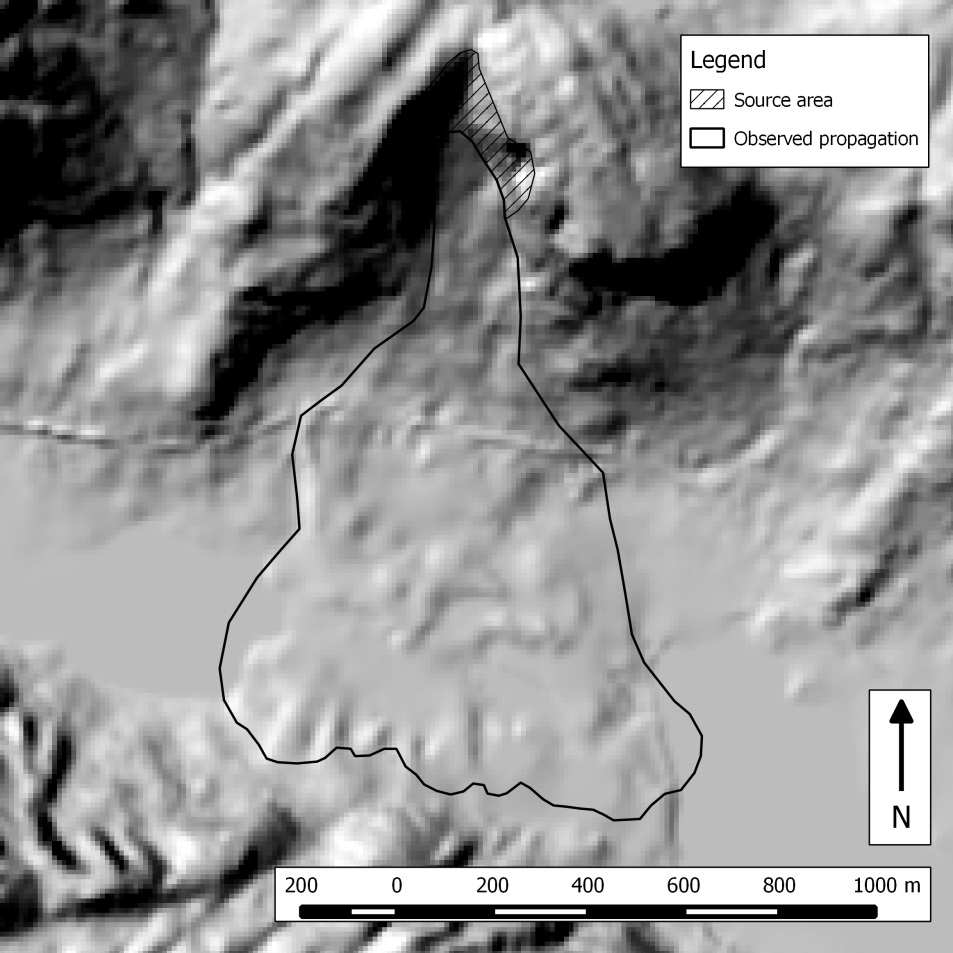 Legend
Source area
Observed propagation
N
200 0 200 400 600 800 1000 m